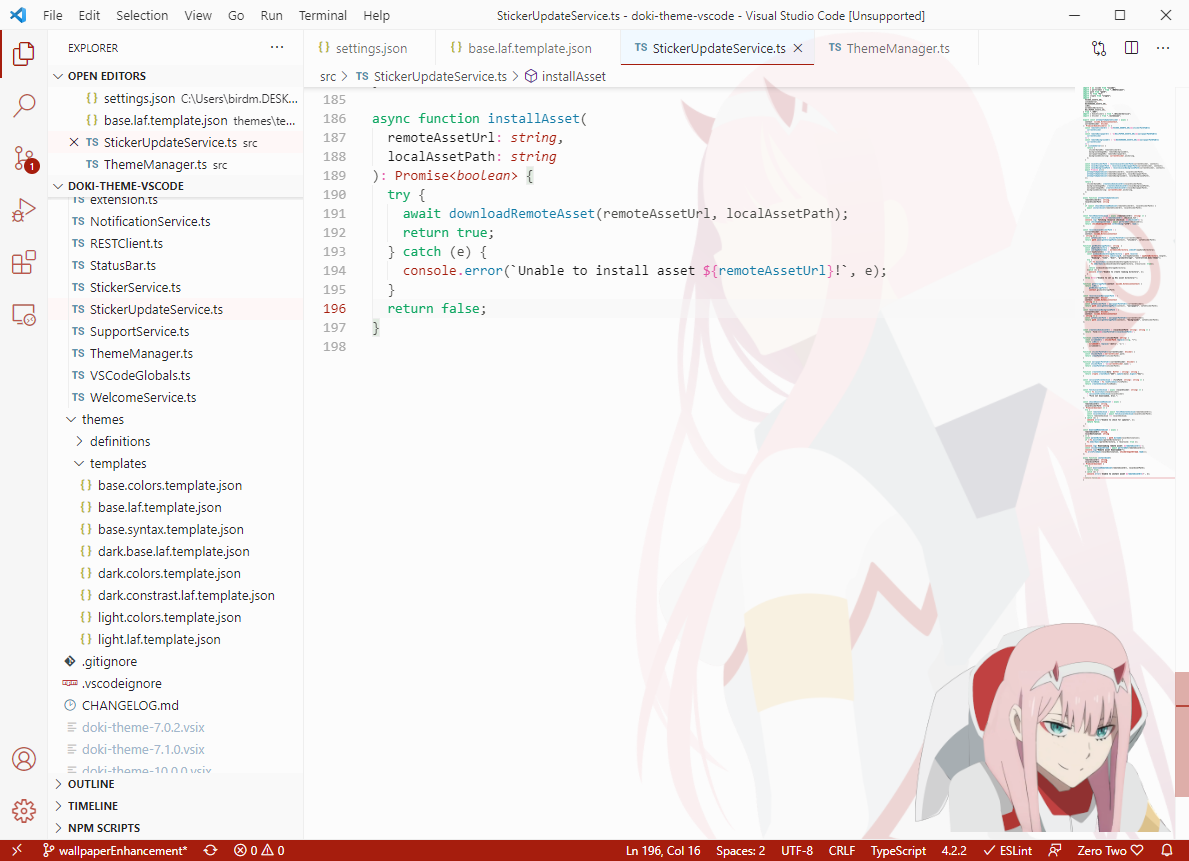 File Edit Selection View Go Run Terminal Help
StickerUpdateService.ts - doki-theme-vscode - Visual Studio Code [Unsupported]
EXPLORER
OPEN EDITORS
{} settings.json C:\Users\birdm.DESK...
{} base.laf.template.json themes\te...
TS StickerUpdateService.ts src
TS ThemeManager.ts src
DOKI-THEME-VSCODE
TS extension.ts
TS NotificationService.ts
TS RESTClient.ts
TS StatusBar.ts
TS StickerService.ts
TS StickerUpdateService.ts
TS SupportService.ts
TS ThemeManager.ts
TS VSCodeGlobals.ts
TS WelcomeService.ts
themes
definitions
templates
{} base.colors.template.json
{} base.laf.template.json
{} base.syntax.template.json
{} dark.base.laf.template.json
{} dark.colors.template.json
{} dark.constrast.laf.template.json
{} light.colors.template.json
{} light.laf.template.json
.gitignore
.vscodeignore
CHANGELOG.md
doki-theme-7.0.2.vsix
doki-theme-7.1.0.vsix
doki-theme-10.0.0.vsix
OUTLINE
TIMELINE
NPM SCRIPTS
1
{} settings.json
{} base.laf.template.json
TS StickerUpdateService.ts
TS ThemeManager.ts
src > TS StickerUpdateService.ts > installAsset
185
186 async function installAsset(
187 remoteAssetUrl: string,
188 localAssetPath: string
189 ): Promise<boolean> {
190 try {
191 await downloadRemoteAsset(remoteAssetUrl, localAssetPath);
192 return true;
193 } catch (e) {
194 console.error(`Unable to install asset ${remoteAssetUrl}!`, e);
195 }
196 return false;
197 }
198
wallpaperEnhancement* 0 0 Ln 196, Col 16 Spaces: 2 UTF-8 CRLF TypeScript 4.2.2 ESLint Zero Two